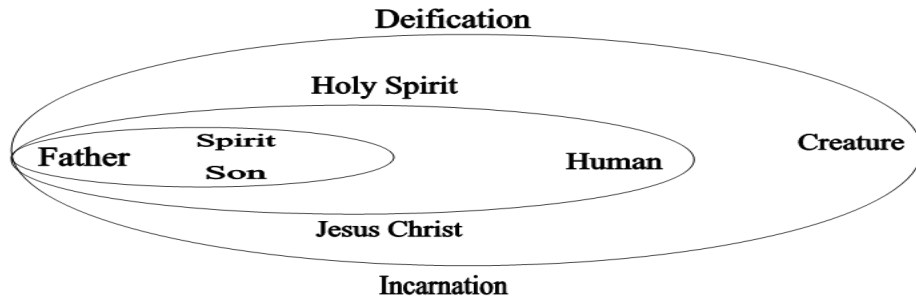 Deification
Holy Spirit
Spirit
Father
Son
Human
Creature
Jesus Christ
Incarnation